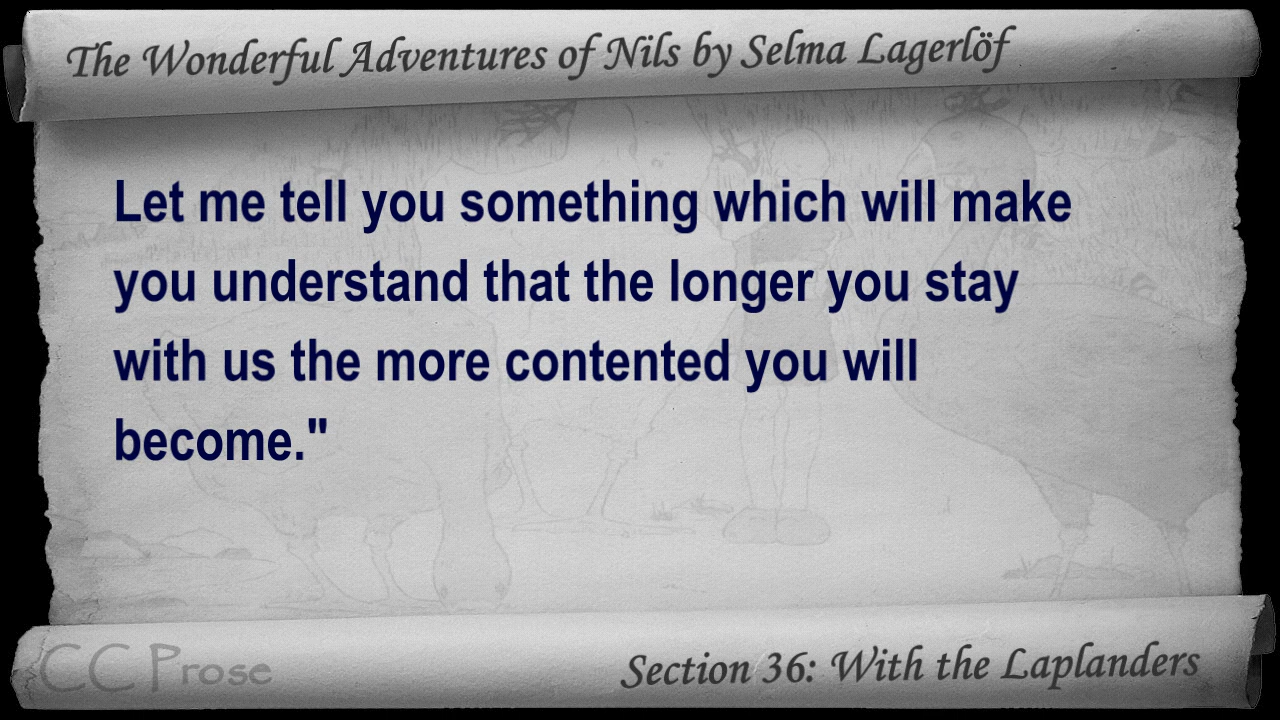 The Wonderful Adventures of Nils by Selma Lagerlöf
Let me tell you something which will make
you understand that the longer you stay
with us the more contented you will
become."
CC Prose
Section 36: With the Laplanders